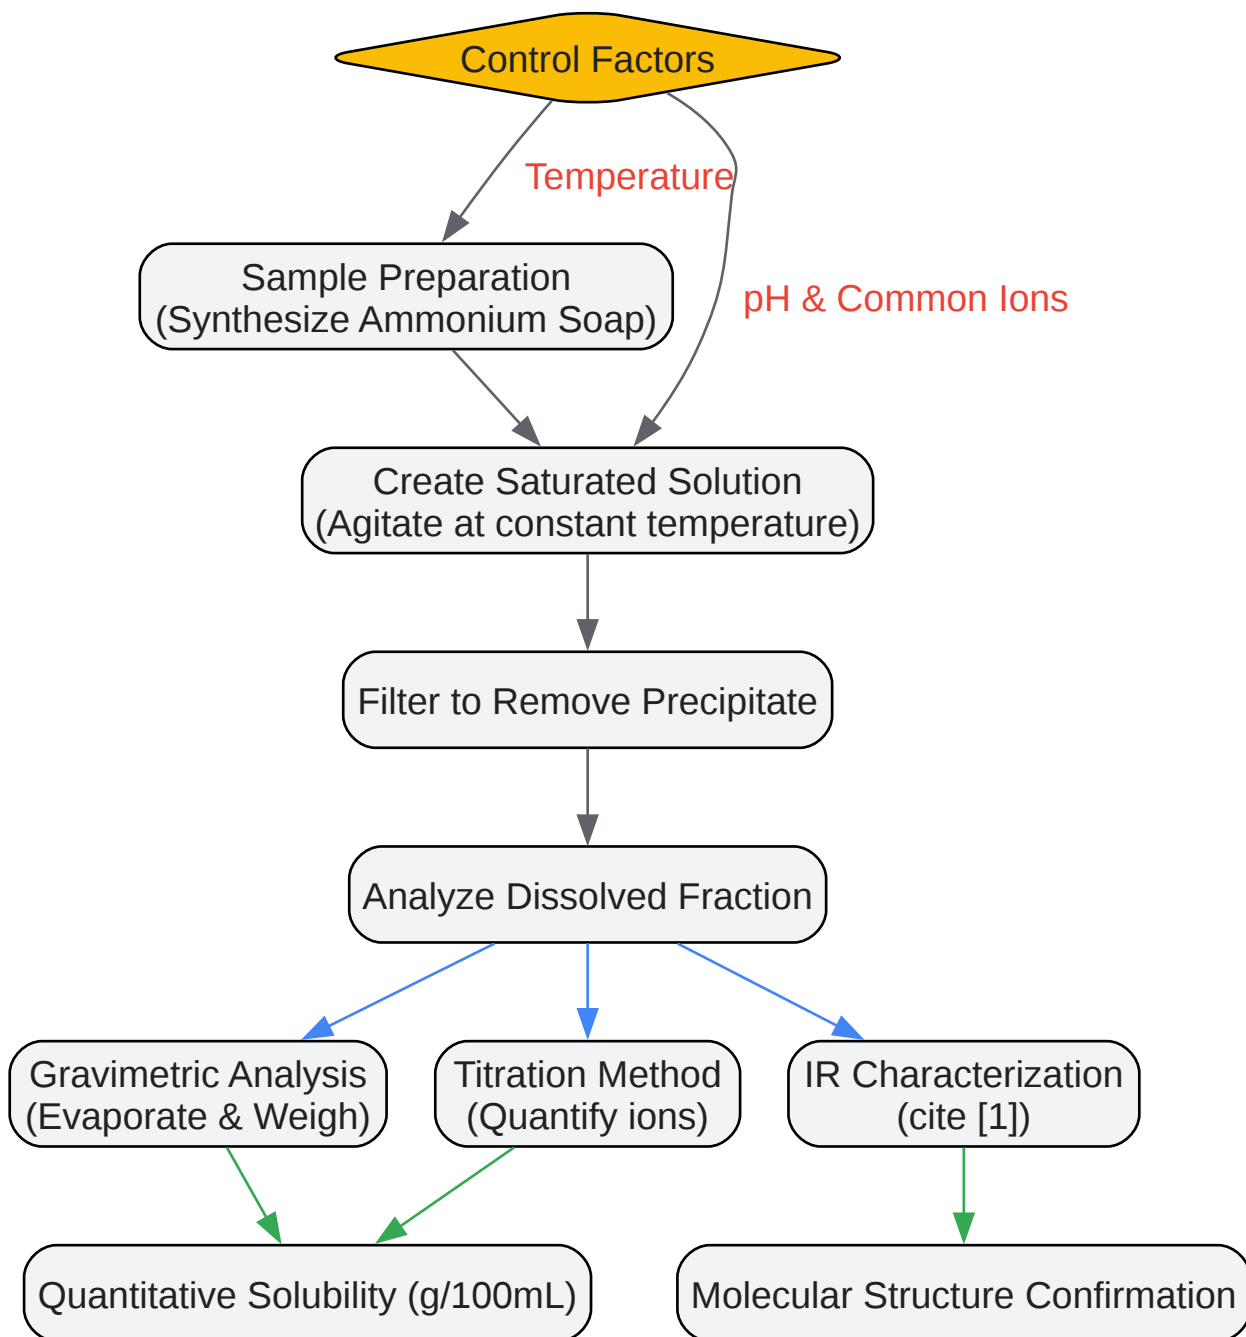 Control Factors
Temperature
Sample Preparation
(Synthesize Ammonium Soap)
pH & Common Ions
Create Saturated Solution
(Agitate at constant temperature)
Filter to Remove Precipitate
Analyze Dissolved Fraction
Gravimetric Analysis
(Evaporate & Weigh)
Titration Method
(Quantify ions)
IR Characterization
(cite [1])
Quantitative Solubility (g/100mL)
Molecular Structure Confirmation